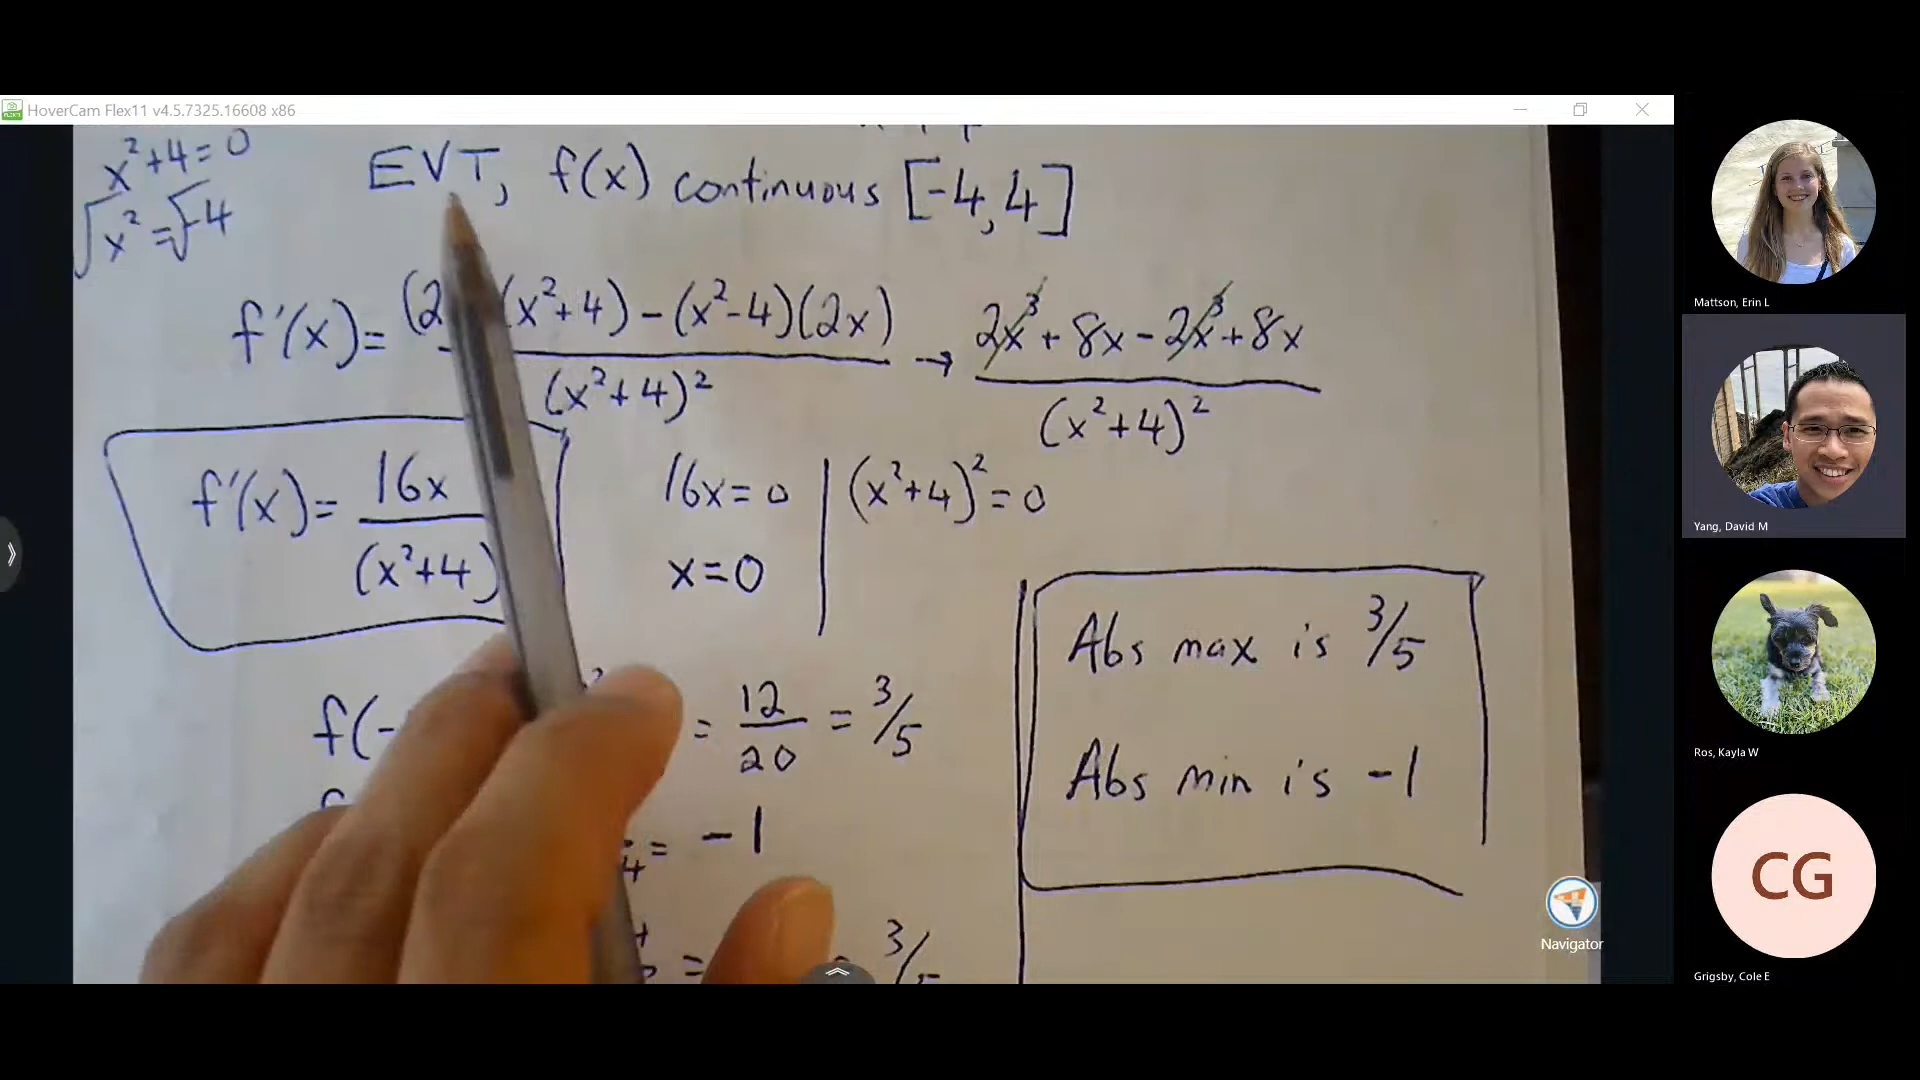 HoverCam Flex11 v4.5.7325.16608 x86
x²+4=0
√x² = √-4
EVT, f(x) continuous [-4,4]
f'(x)= (2 (x²+4) - (x²-4)(2x) / (x²+4)² → 2x³ + 8x - 2x³ + 8x / (x²+4)²
f'(x)= 16x / (x²+4)
16x=0 | (x²+4)²=0
x=0
f(- = 12/20 = 3/5
= -1
= 3/5
Abs max is 3/5
Abs min is -1
Navigator
Mattson, Erin L
Yang, David M
Ros, Kayla W
CG
Grigsby, Cole E